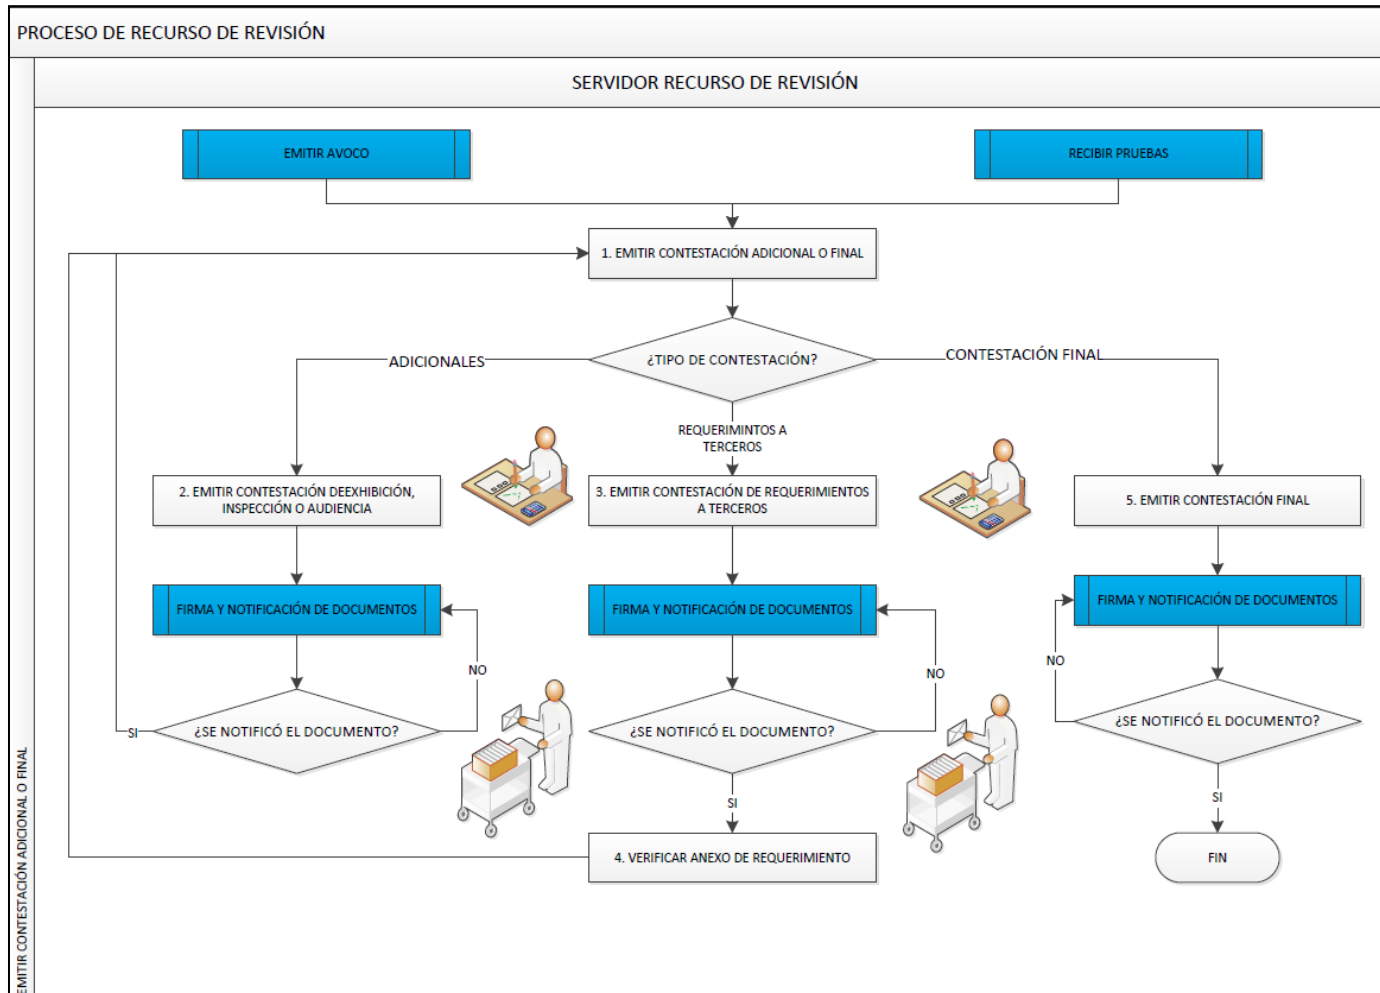 PROCESO DE RECURSO DE REVISIÓN
SERVIDOR RECURSO DE REVISIÓN
EMITIR AVOCO
RECIBIR PRUEBAS
1. EMITIR CONTESTACIÓN ADICIONAL O FINAL
¿TIPO DE CONTESTACIÓN?
ADICIONALES
CONTESTACIÓN FINAL
REQUERIMINTOS A
TERCEROS
2. EMITIR CONTESTACIÓN DEEXHIBICIÓN,
INSPECCIÓN O AUDIENCIA
3. EMITIR CONTESTACIÓN DE REQUERIMIENTOS
A TERCEROS
5. EMITIR CONTESTACIÓN FINAL
FIRMA Y NOTIFICACIÓN DE DOCUMENTOS
FIRMA Y NOTIFICACIÓN DE DOCUMENTOS
FIRMA Y NOTIFICACIÓN DE DOCUMENTOS
NO
NO
NO
SI
¿SE NOTIFICÓ EL DOCUMENTO?
¿SE NOTIFICÓ EL DOCUMENTO?
¿SE NOTIFICÓ EL DOCUMENTO?
SI
SI
4. VERIFICAR ANEXO DE REQUERIMIENTO
FIN
EMITIR CONTESTACIÓN ADICIONAL O FINAL